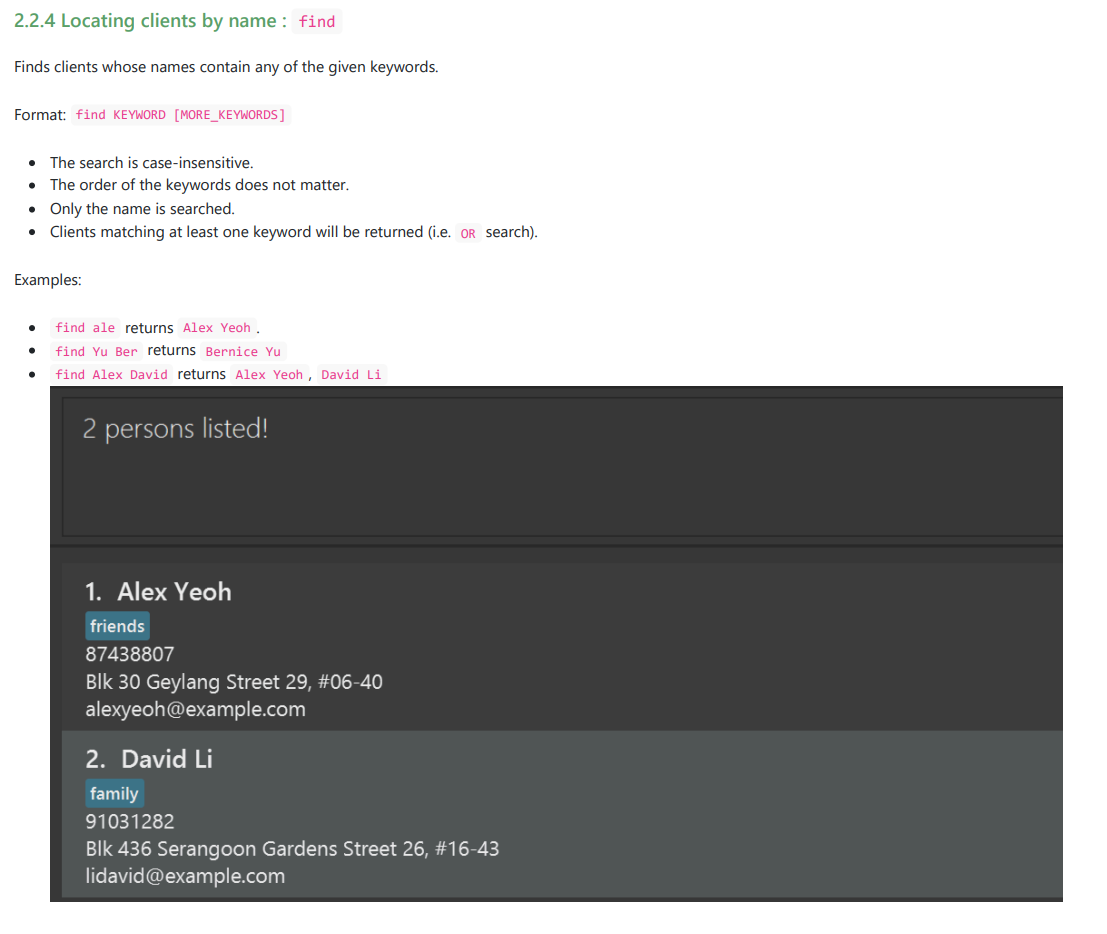 2.2.4 Locating clients by name : find
Finds clients whose names contain any of the given keywords.
Format: find KEYWORD [MORE_KEYWORDS]
The search is case-insensitive.
The order of the keywords does not matter.
Only the name is searched.
Clients matching at least one keyword will be returned (i.e. OR search).
Examples:
find ale returns Alex Yeoh .
find Yu Ber returns Bernice Yu
find Alex David returns Alex Yeoh , David Li
2 persons listed!
1. Alex Yeoh
friends
87438807
Blk 30 Geylang Street 29, #06-40
alexyeoh@example.com
2. David Li
family
91031282
Blk 436 Serangoon Gardens Street 26, #16-43
lidavid@example.com